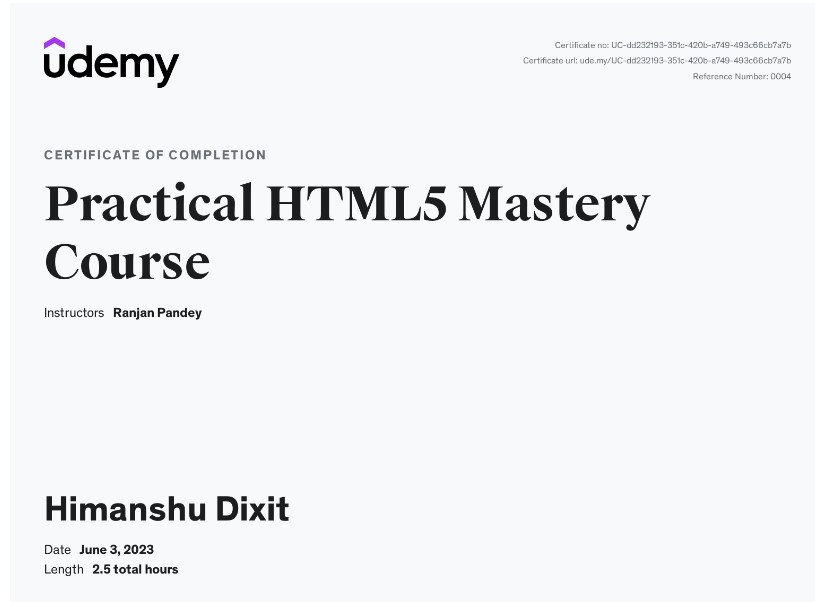 udemy
Certificate no: UC-dd232193-351c-420b-a749-493c66cb7a7b
Certificate url: ude.my/UC-dd232193-351c-420b-a749-493c66cb7a7b
Reference Number: 0004
CERTIFICATE OF COMPLETION
Practical HTML5 Mastery
Course
Instructors Ranjan Pandey
Himanshu Dixit
Date June 3, 2023
Length 2.5 total hours